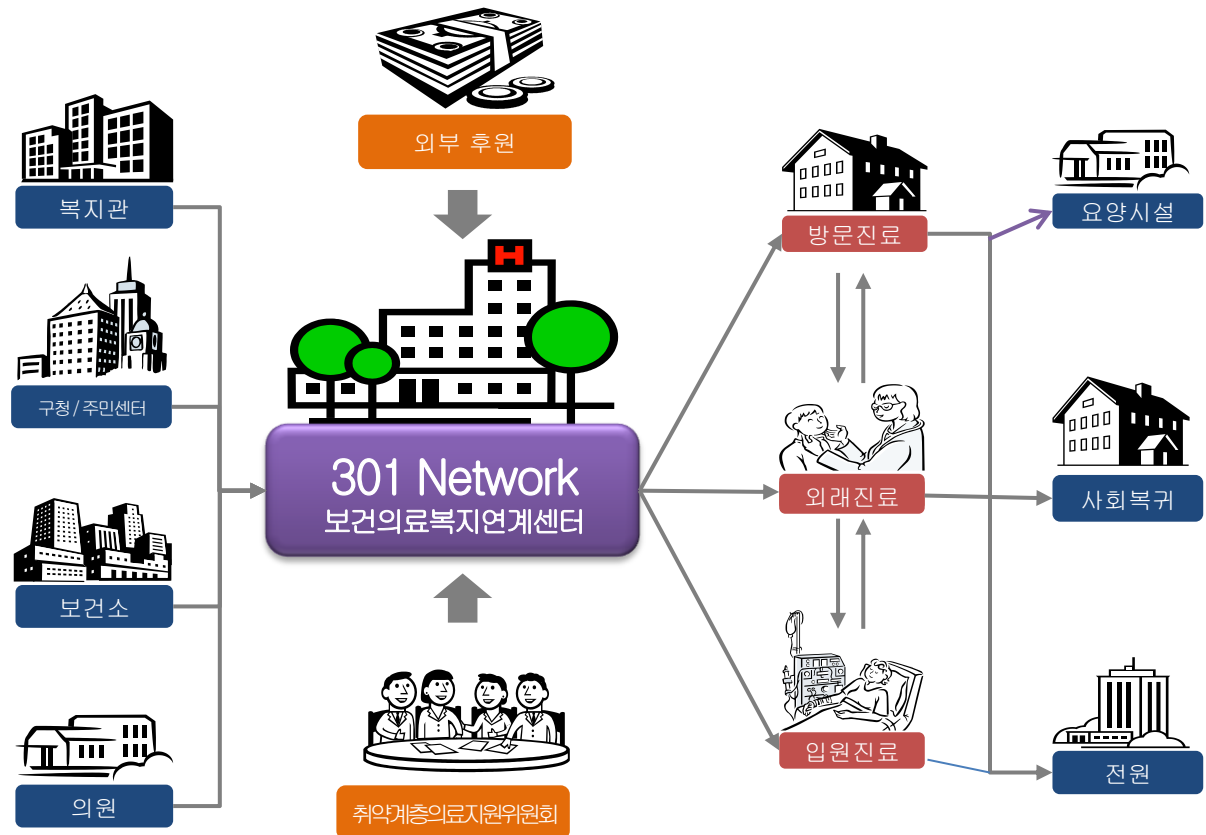 외부 후원
복지관
구청 / 주민센터
보건소
의원
H
301 Network
보건의료복지연계센터
취약계층의료지원위원회
방문진료
외래진료
입원진료
요양시설
사회복귀
전원